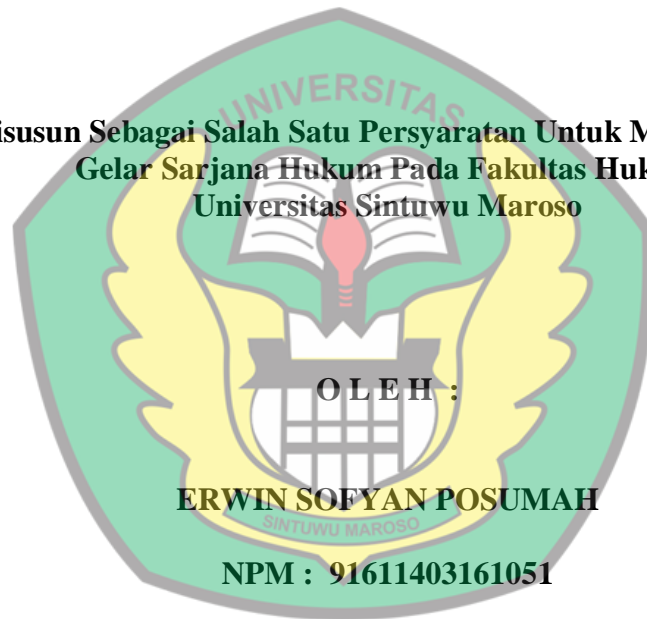 UNIVERSITAS
isusun Sebagai Salah Satu Persyaratan Untuk M
Gelar Sarjana Hukum Pada Fakultas Huk
Universitas Sintuwu Maroso
O L E H :
ERWIN SOFYAN POSUMAH
SINTUWU MAROSO
NPM : 91611403161051